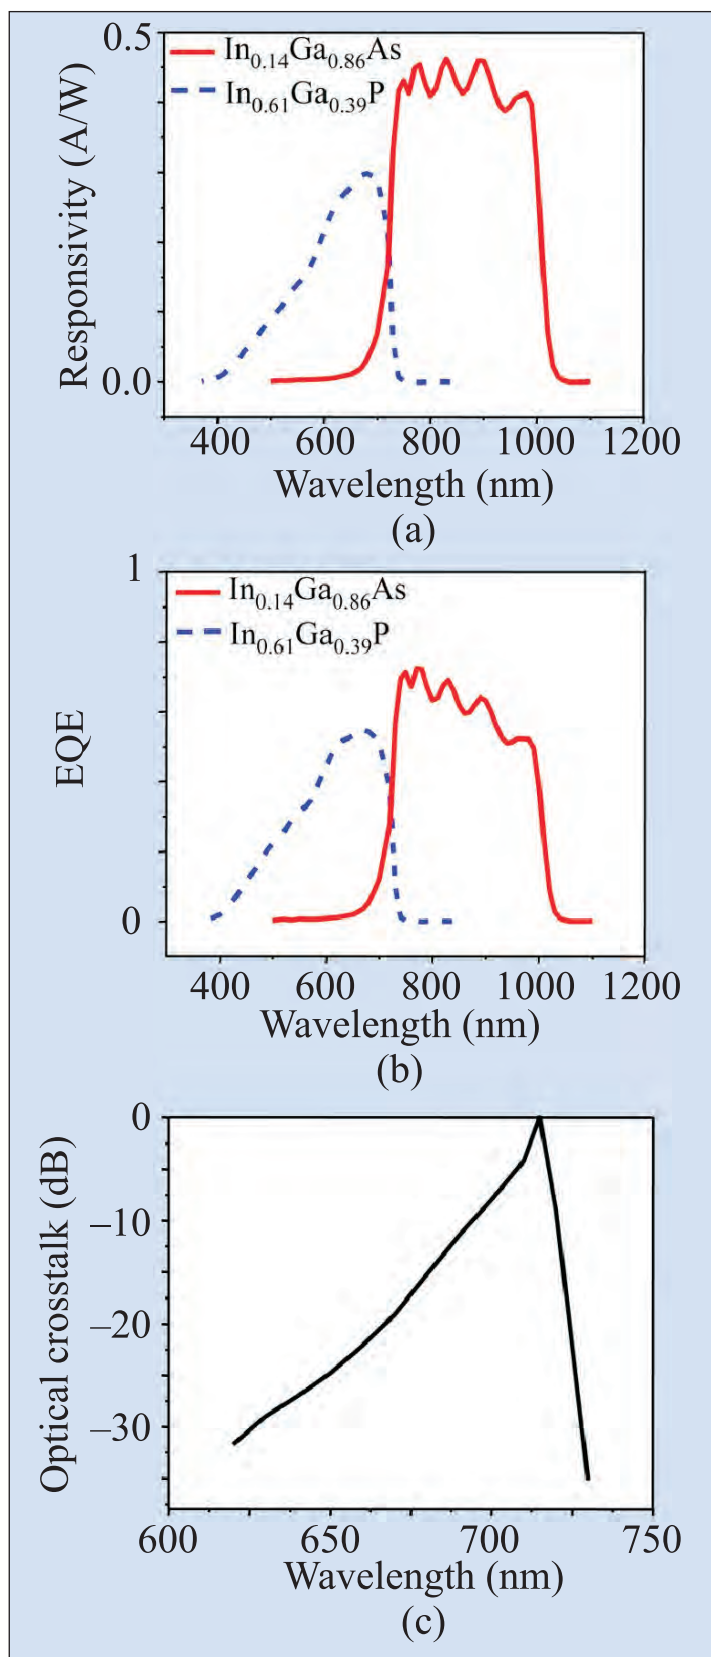 0.5
In₀.₁₄Ga₀.₈₆As
In₀.₆₁Ga₀.₃₉P
Responsivity (A/W)
0.0
400 600 800 1000 1200
Wavelength (nm)
(a)
1
In₀.₁₄Ga₀.₈₆As
In₀.₆₁Ga₀.₃₉P
EQE
0
400 600 800 1000 1200
Wavelength (nm)
(b)
0
Optical crosstalk (dB)
–10
–20
–30
600 650 700 750
Wavelength (nm)
(c)